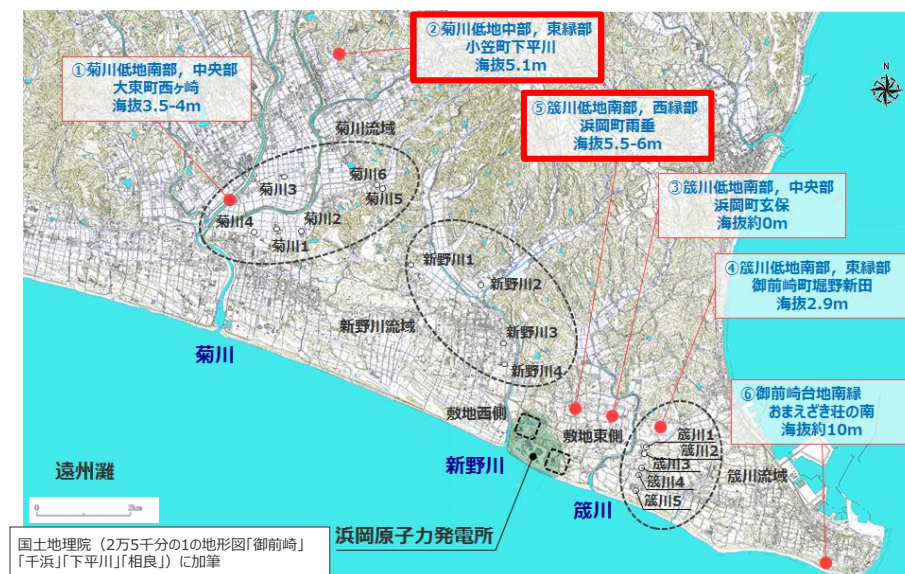 ②菊川低地中部，東縁部
小笠町下平川
海抜5.1m
①菊川低地南部，中央部
大東町西ヶ崎
海抜3.5-4m
⑤筬川低地南部，西縁部
浜岡町雨垂
海抜5.5-6m
N
菊川流域
菊川3
菊川6
菊川5
菊川4
菊川2
菊川1
③筬川低地南部，中央部
浜岡町玄保
海抜約0m
④筬川低地南部，東縁部
御前崎町堀野新田
海抜2.9m
新野川1
新野川2
新野川流域
新野川3
新野川4
菊川
⑥御前崎台地南縁
おまえざき荘の南
海抜約10m
敷地西側
敷地東側
筬川1
筬川2
筬川3
筬川4
筬川5
筬川流域
遠州灘
新野川
筬川
0 2km
浜岡原子力発電所
国土地理院（2万5千分の1の地形図「御前崎」
「千浜」「下平川」「相良」）に加筆